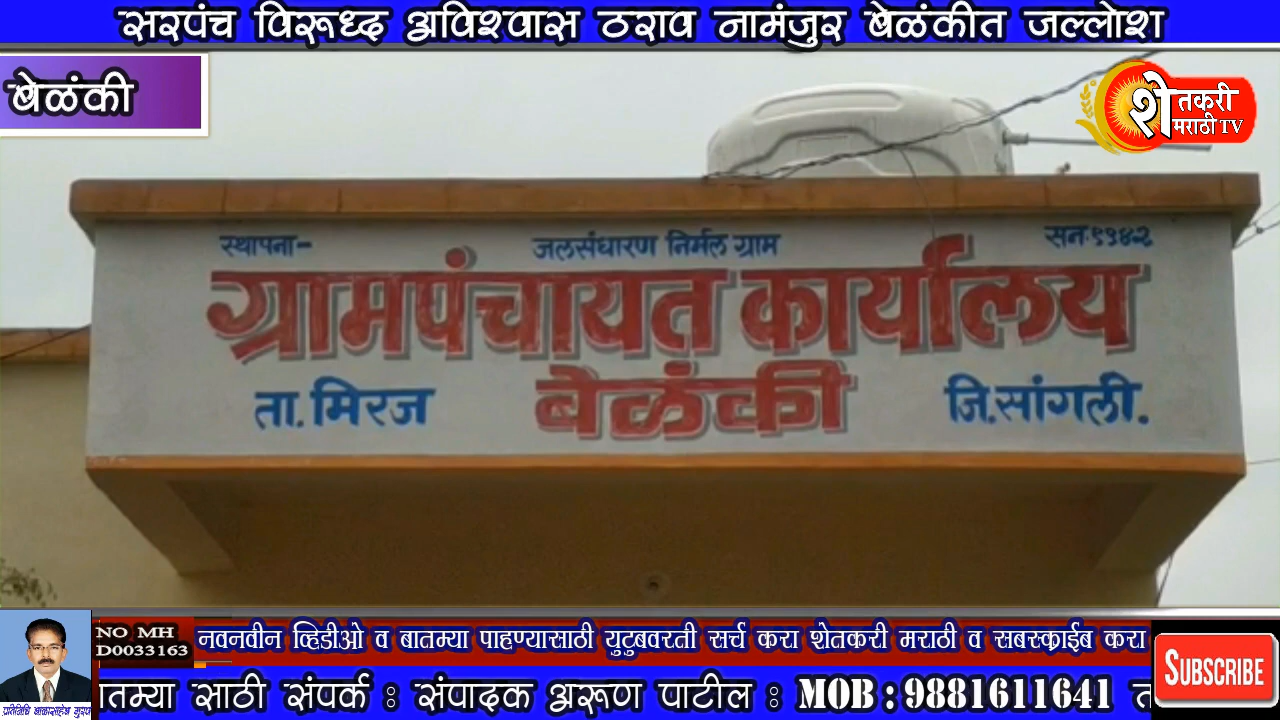 सरपंच विरूध्द अविश्वास ठराव नामंजुर बेळंकीत जल्लोश
बेळंकी
शेतकरी
मराठी TV
स्थापना-
जलसंधारण निर्मल ग्राम
सन.१९४२
ग्रामपंचायत कार्यालय
ता. मिरज
बेळंकी
जि.सांगली.
NO MH
D0033163
नवनवीन व्हिडीओ व बातम्या पाहण्यासाठी युटुबवरती सर्च करा शेतकरी मराठी व सबस्क्राईब करा
SUBSCRIBE
ातम्या साठी संपर्क : संपादक अरूण पाटील : MOB : 9881611641